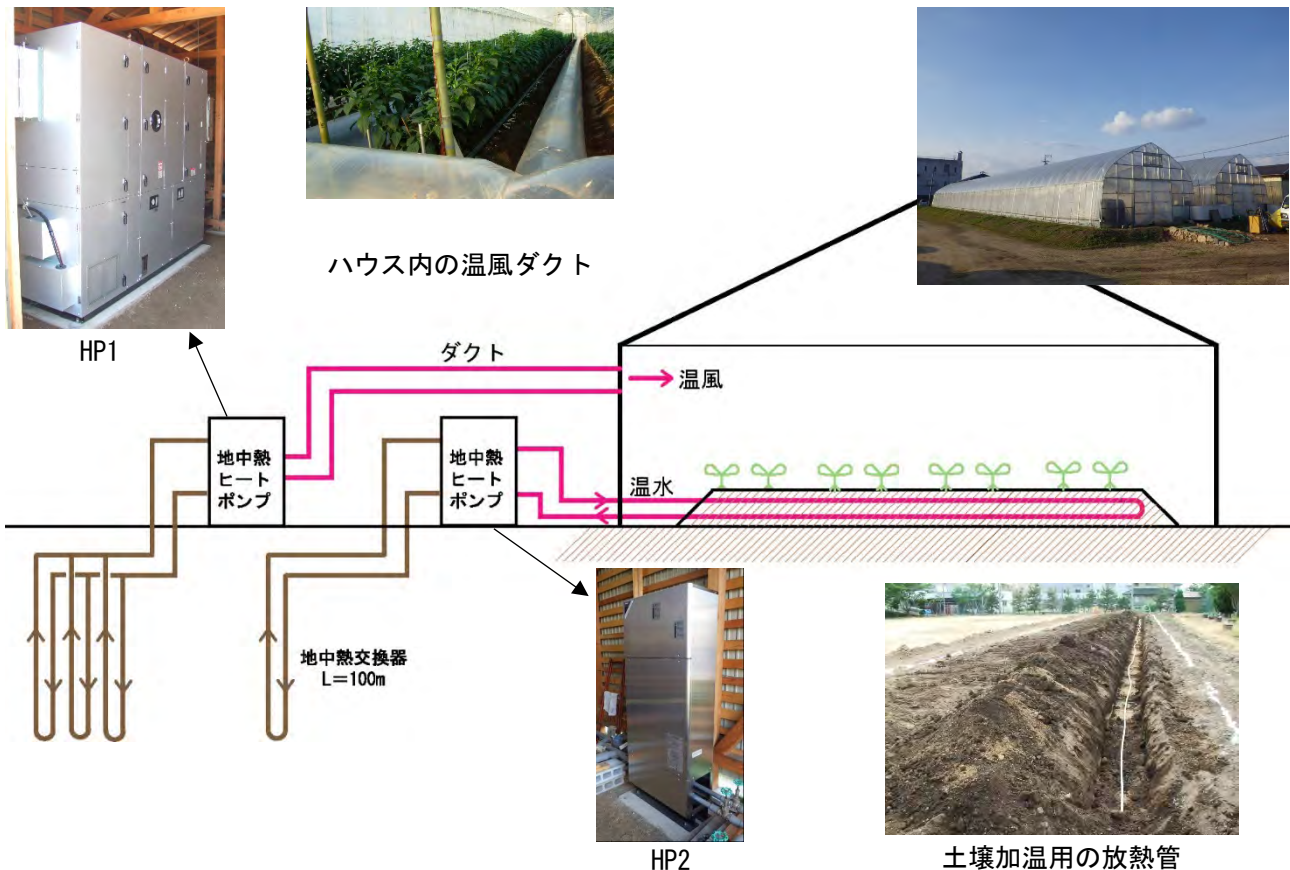 ハウス内の温風ダクト
HP1
ダクト
温風
地中熱
ヒート
ポンプ
地中熱
ヒート
ポンプ
温水
地中熱交換器
L=100m
HP2
土壌加温用の放熱管